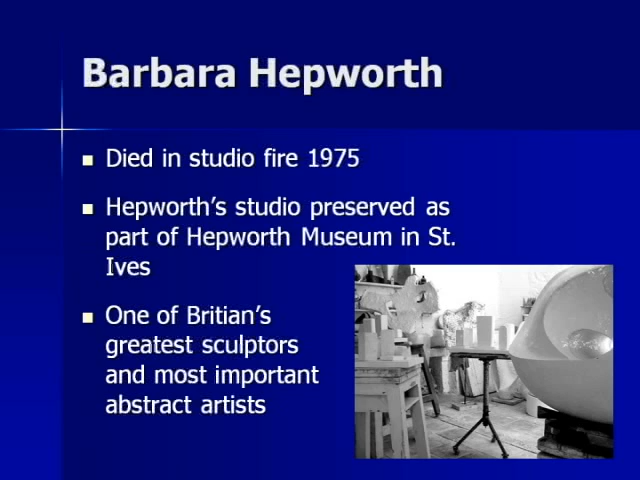 Barbara Hepworth
Died in studio fire 1975
Hepworth’s studio preserved as
part of Hepworth Museum in St.
Ives
One of Britian’s
greatest sculptors
and most important
abstract artists